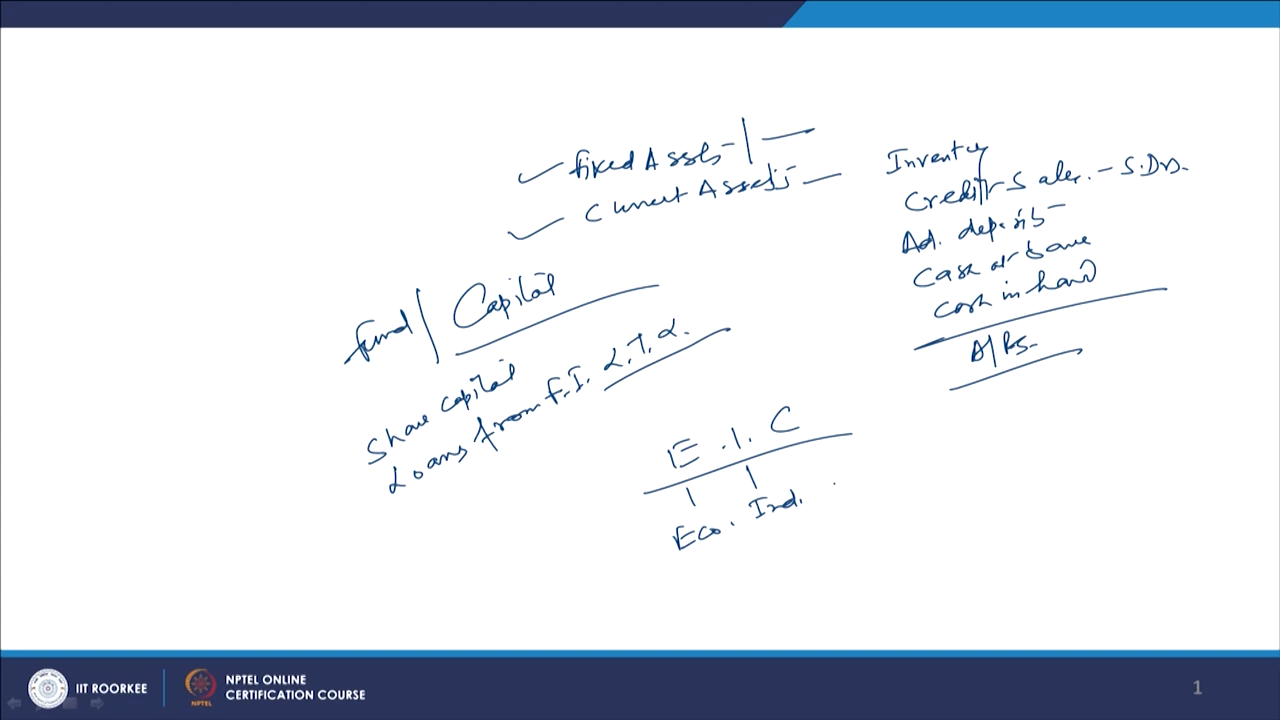 fixed Assets
Current Assets
Inventory
Credit Sales. - S.Drs.
Ad. deposits
Cash at bank
Cash in hand
A/Rs.
fund/ Capital
Share capital
Loans from F.I. L.T.L.
E.I.C
Eco. Ind.
IIT ROORKEE
NPTEL
NPTEL ONLINE
CERTIFICATION COURSE
1